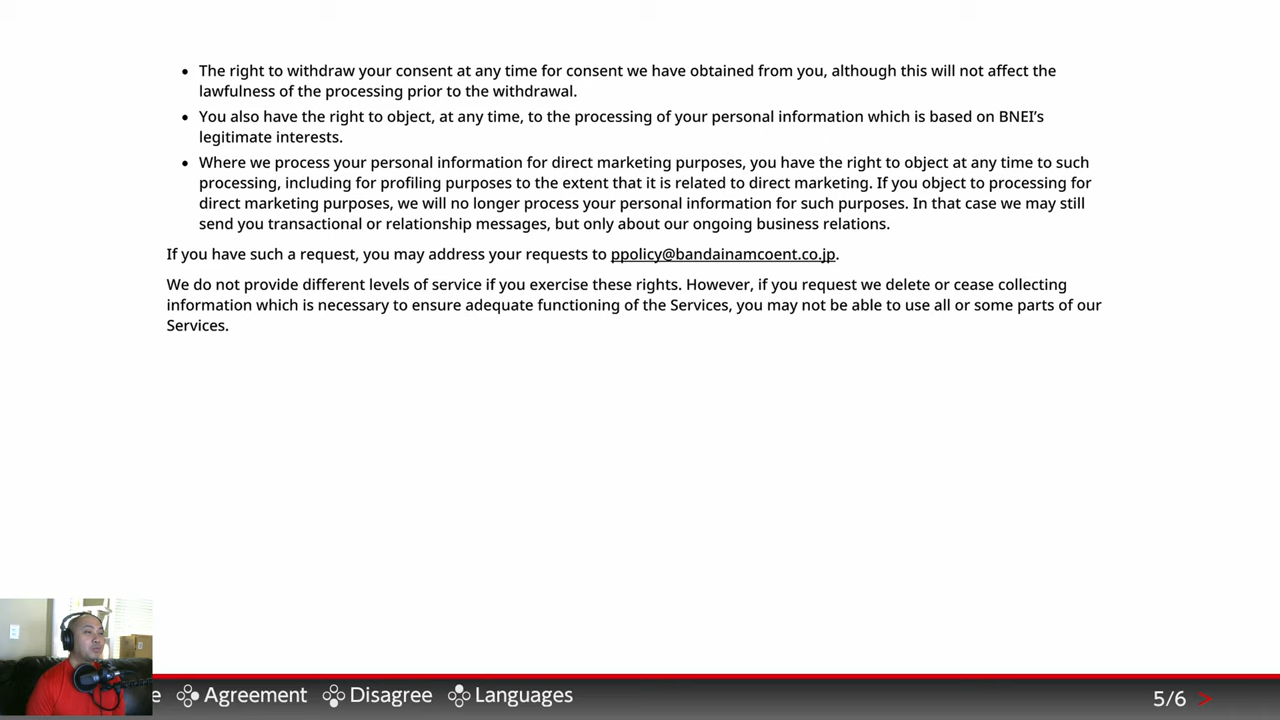 The right to withdraw your consent at any time for consent we have obtained from you, although this will not affect the
lawfulness of the processing prior to the withdrawal.
You also have the right to object, at any time, to the processing of your personal information which is based on BNEI's
legitimate interests.
Where we process your personal information for direct marketing purposes, you have the right to object at any time to such
processing, including for profiling purposes to the extent that it is related to direct marketing. If you object to processing for
direct marketing purposes, we will no longer process your personal information for such purposes. In that case we may still
send you transactional or relationship messages, but only about our ongoing business relations.
If you have such a request, you may address your requests to ppolicy@bandainamcoent.co.jp.
We do not provide different levels of service if you exercise these rights. However, if you request we delete or cease collecting
information which is necessary to ensure adequate functioning of the Services, you may not be able to use all or some parts of our
Services.
e Agreement Disagree Languages 5/6 >